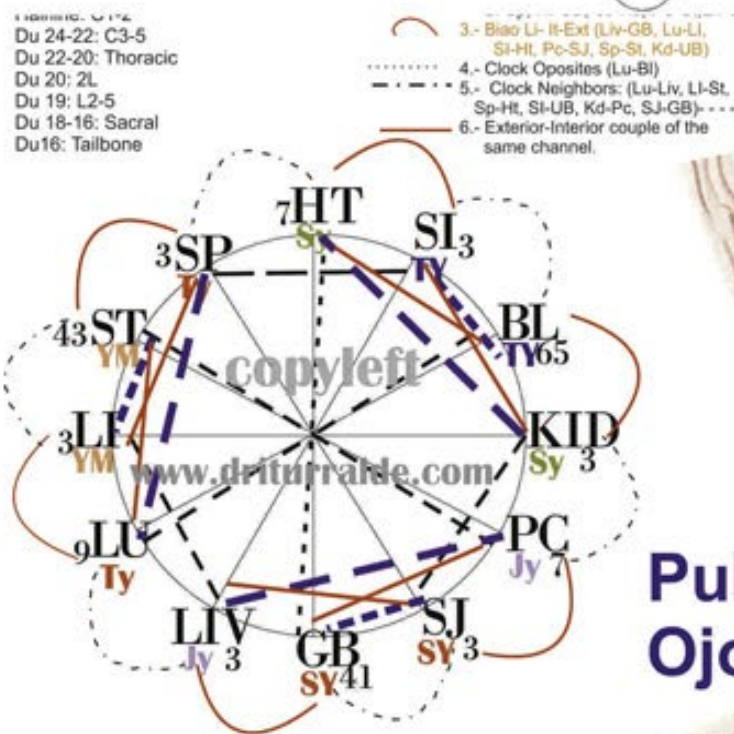 Du 24-22: C3-5
Du 22-20: Thoracic
Du 20: 2L
Du 19: L2-5
Du 18-16: Sacral
Du16: Tailbone
3.- Biao Li- It-Ext (Liv-GB, Lu-LI,
SI-Ht, Pc-SJ, Sp-St, Kd-UB)
4.- Clock Oposites (Lu-Bl)
5.- Clock Neighbors: (Lu-Liv, LI-St,
Sp-Ht, SI-UB, Kd-Pc, SJ-GB)
6.- Exterior-Interior couple of the
same channel.
7HT
Sy
SI3
TY
3SP
43ST
YM
BL
TY65
copyleft
3LI
YM
KID
3
Sy
www.driturralde.com
9LU
Ty
PC
7
Jy
LIV
3
Jy
GB
41
SY
SJ
3
SY
Pul
Ojo